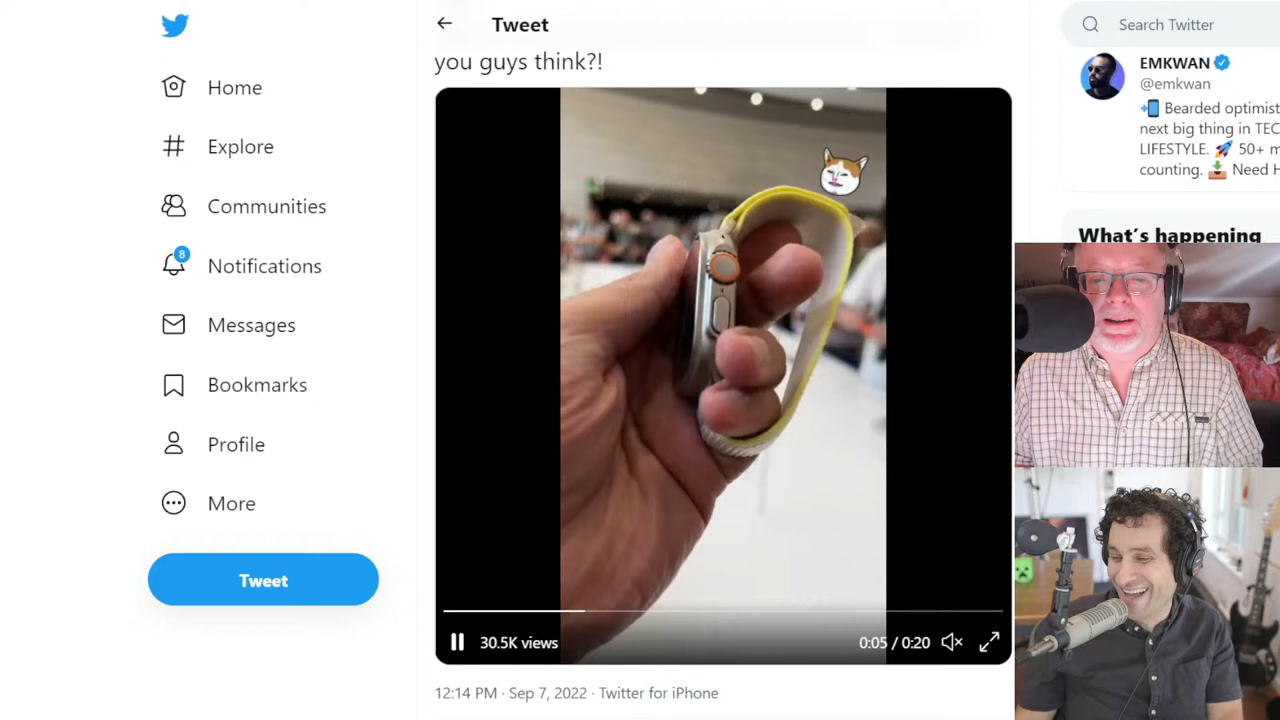 Tweet
Search Twitter
you guys think?!
EMKWAN
@emkwan
Home
Bearded optimist
next big thing in TEC
LIFESTYLE. 50+ m
counting. Need H
Explore
Communities
What's happening
8
Notifications
Messages
Bookmarks
Profile
More
Tweet
30.5K views
0:05 / 0:20
12:14 PM · Sep 7, 2022 · Twitter for iPhone